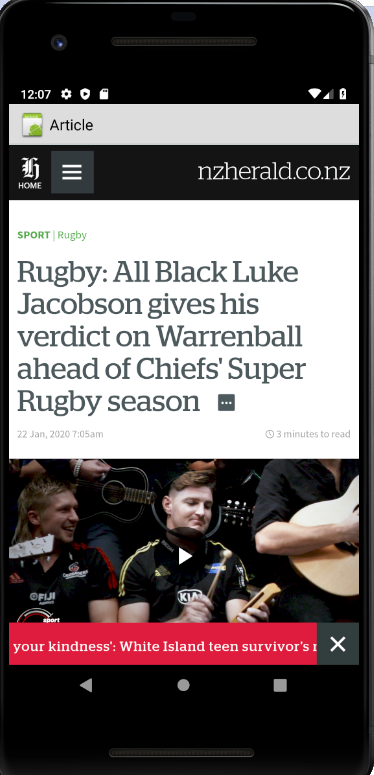 12:07
Article
HOME
nzherald.co.nz
SPORT | Rugby
Rugby: All Black Luke
Jacobson gives his
verdict on Warrenball
ahead of Chiefs' Super
Rugby season
22 Jan, 2020 7:05am
3 minutes to read
FIJI
sport
KIA
your kindness': White Island teen survivor's